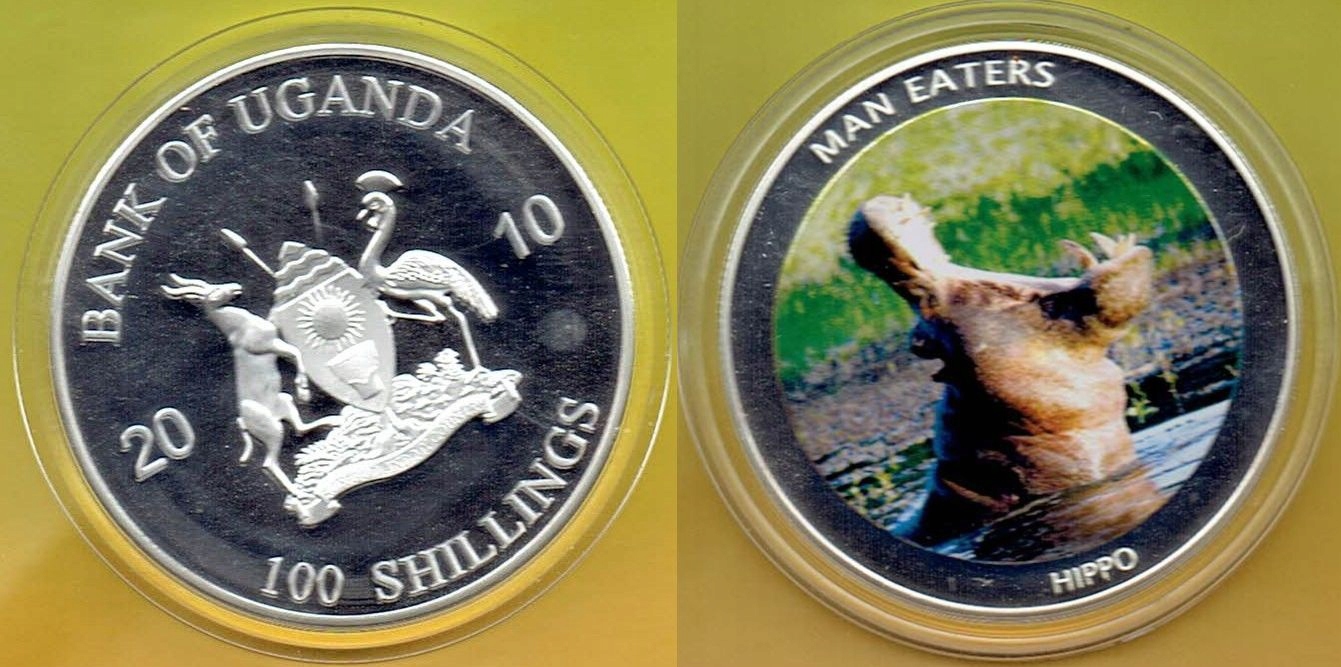 BANK OF UGANDA
20 10
100 SHILLINGS
MAN EATERS
HIPPO